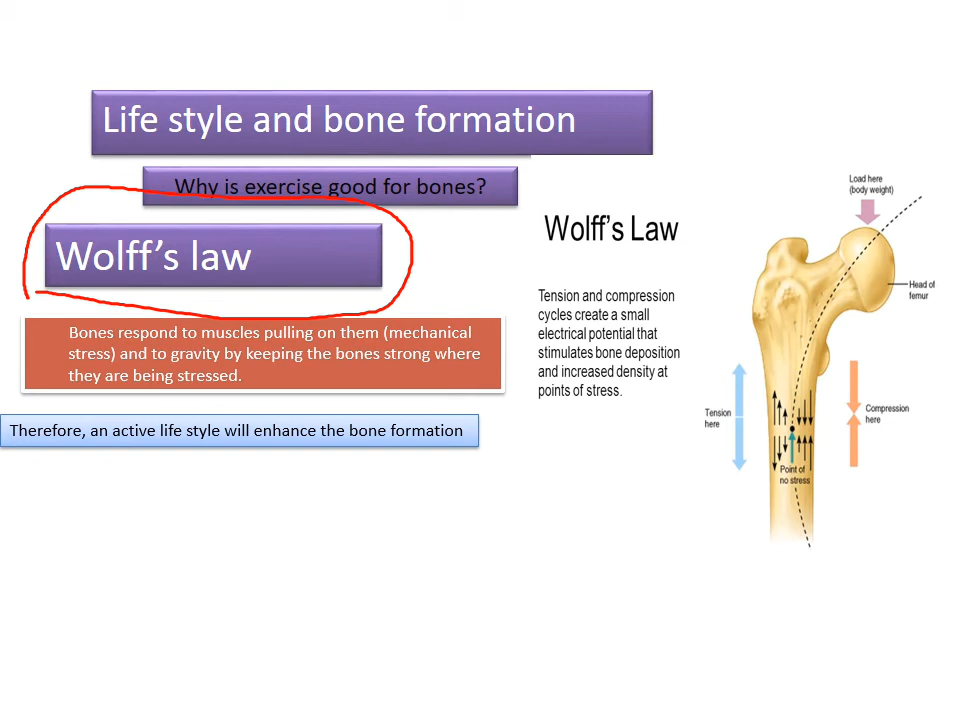 Life style and bone formation
Why is exercise good for bones?
Wolff's law
Bones respond to muscles pulling on them (mechanical
stress) and to gravity by keeping the bones strong where
they are being stressed.
Therefore, an active life style will enhance the bone formation
Wolff's Law
Tension and compression
cycles create a small
electrical potential that
stimulates bone deposition
and increased density at
points of stress.
Load here
(body weight)
Head of
femur
Tension
here
Compression
here
Point of
no stress